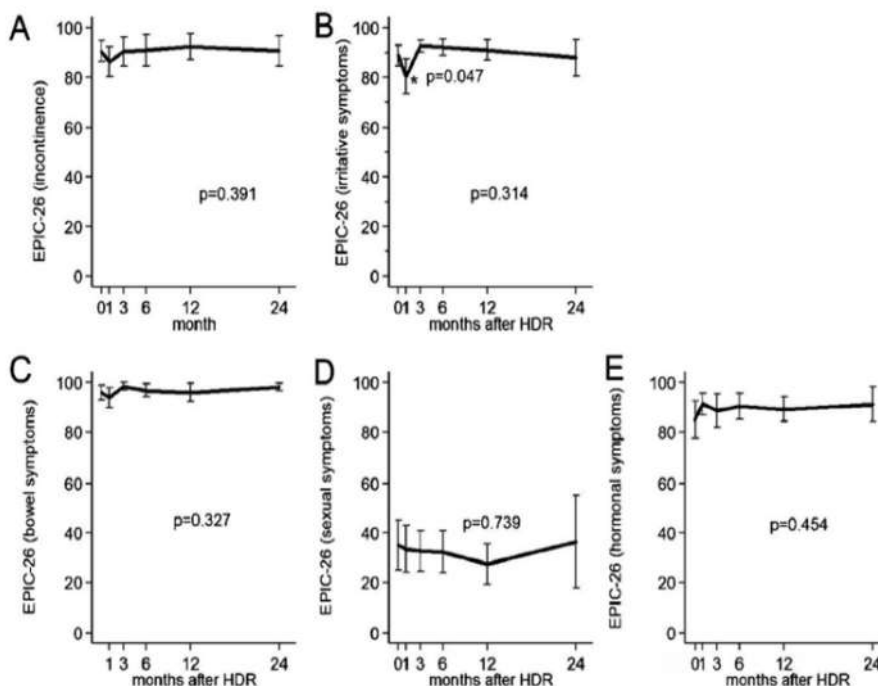 A
EPIC-26 (incontinence)
100
80
60
40
20
0
p=0.391
01 3 6 12 24
month
B
EPIC-26 (irritative symptoms)
100
80
60
40
20
0
* p=0.047
p=0.314
01 3 6 12 24
months after HDR
C
EPIC-26 (bowel symptoms)
100
80
60
40
20
0
p=0.327
1 3 6 12 24
months after HDR
D
EPIC-26 (sexual symptoms)
100
80
60
40
20
0
p=0.739
01 3 6 12 24
months after HDR
E
EPIC-26 (hormonal symptoms)
100
80
60
40
20
0
p=0.454
01 3 6 12 24
months after HDR